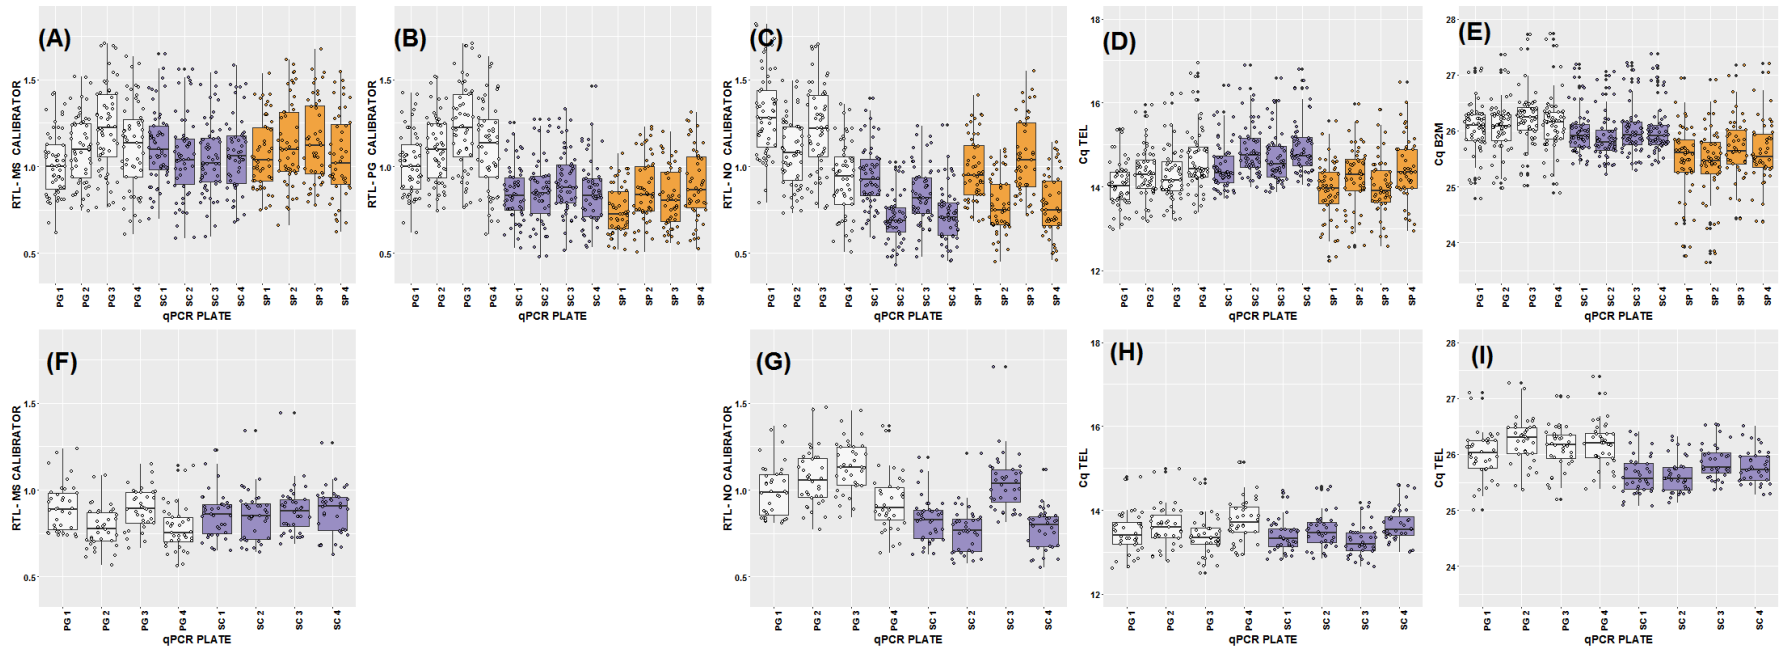 (A)
RTL- MS CALIBRATOR
1.5
1.0
0.5
PG 1 PG 2 PG 3 PG 4 SC 1 SC 2 SC 3 SC 4 SP 1 SP 2 SP 3 SP 4
qPCR PLATE
(B)
RTL - PG CALIBRATOR
1.5
1.0
0.5
PG 1 PG 2 PG 3 PG 4 SC 1 SC 2 SC 3 SC 4 SP 1 SP 2 SP 3 SP 4
qPCR PLATE
(C)
RTL- NO CALIBRATOR
1.5
1.0
0.5
PG 1 PG 2 PG 3 PG 4 SC 1 SC 2 SC 3 SC 4 SP 1 SP 2 SP 3 SP 4
qPCR PLATE
(D)
Cq TEL
18
16
14
12
PG 1 PG 2 PG 3 PG 4 SC 1 SC 2 SC 3 SC 4 SP 1 SP 2 SP 3 SP 4
qPCR PLATE
(E)
Cq B2M
28
27
26
25
24
PG 1 PG 2 PG 3 PG 4 SC 1 SC 2 SC 3 SC 4 SP 1 SP 2 SP 3 SP 4
qPCR PLATE
(F)
RTL- MS CALIBRATOR
1.5
1.0
0.5
PG 1 PG 2 PG 3 PG 4 SC 1 SC 2 SC 3 SC 4
qPCR PLATE
(G)
RTL- NO CALIBRATOR
1.5
1.0
0.5
PG 1 PG 2 PG 3 PG 4 SC 1 SC 2 SC 3 SC 4
qPCR PLATE
(H)
Cq TEL
18
16
14
12
PG 1 PG 2 PG 3 PG 4 SC 1 SC 2 SC 3 SC 4
qPCR PLATE
(I)
Cq TEL
28
27
26
25
24
PG 1 PG 2 PG 3 PG 4 SC 1 SC 2 SC 3 SC 4
qPCR PLATE